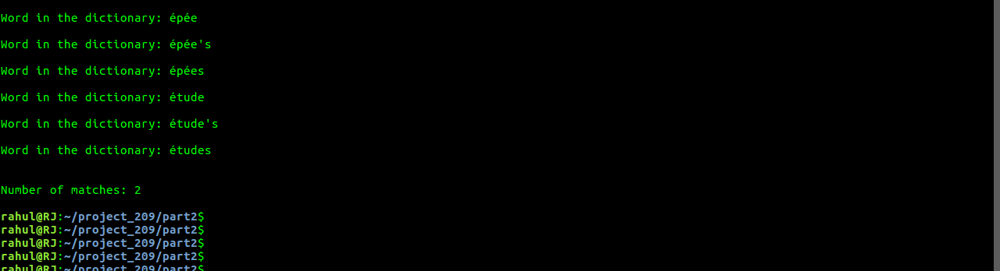 Word in the dictionary: épée
Word in the dictionary: épée's
Word in the dictionary: épées
Word in the dictionary: étude
Word in the dictionary: étude's
Word in the dictionary: études
Number of matches: 2
rahul@RJ:~/project_209/part2$
rahul@RJ:~/project_209/part2$
rahul@RJ:~/project_209/part2$
rahul@RJ:~/project_209/part2$
rahul@RJ:~/project_209/part2$